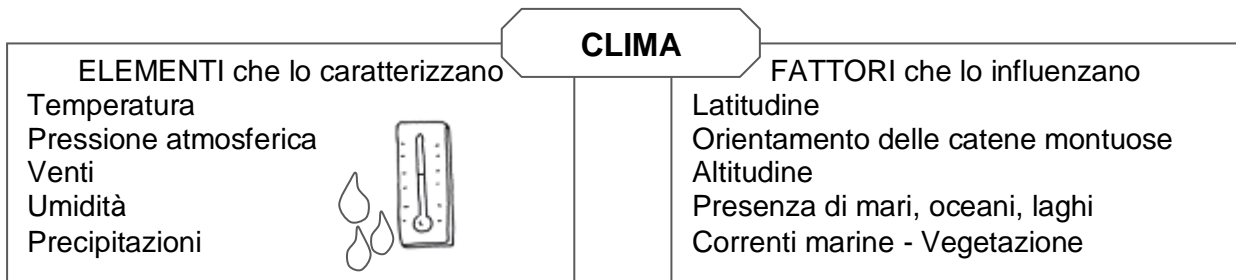 CLIMA
ELEMENTI che lo caratterizzano
Temperatura
Pressione atmosferica
Venti
Umidità
Precipitazioni
FATTORI che lo influenzano
Latitudine
Orientamento delle catene montuose
Altitudine
Presenza di mari, oceani, laghi
Correnti marine - Vegetazione